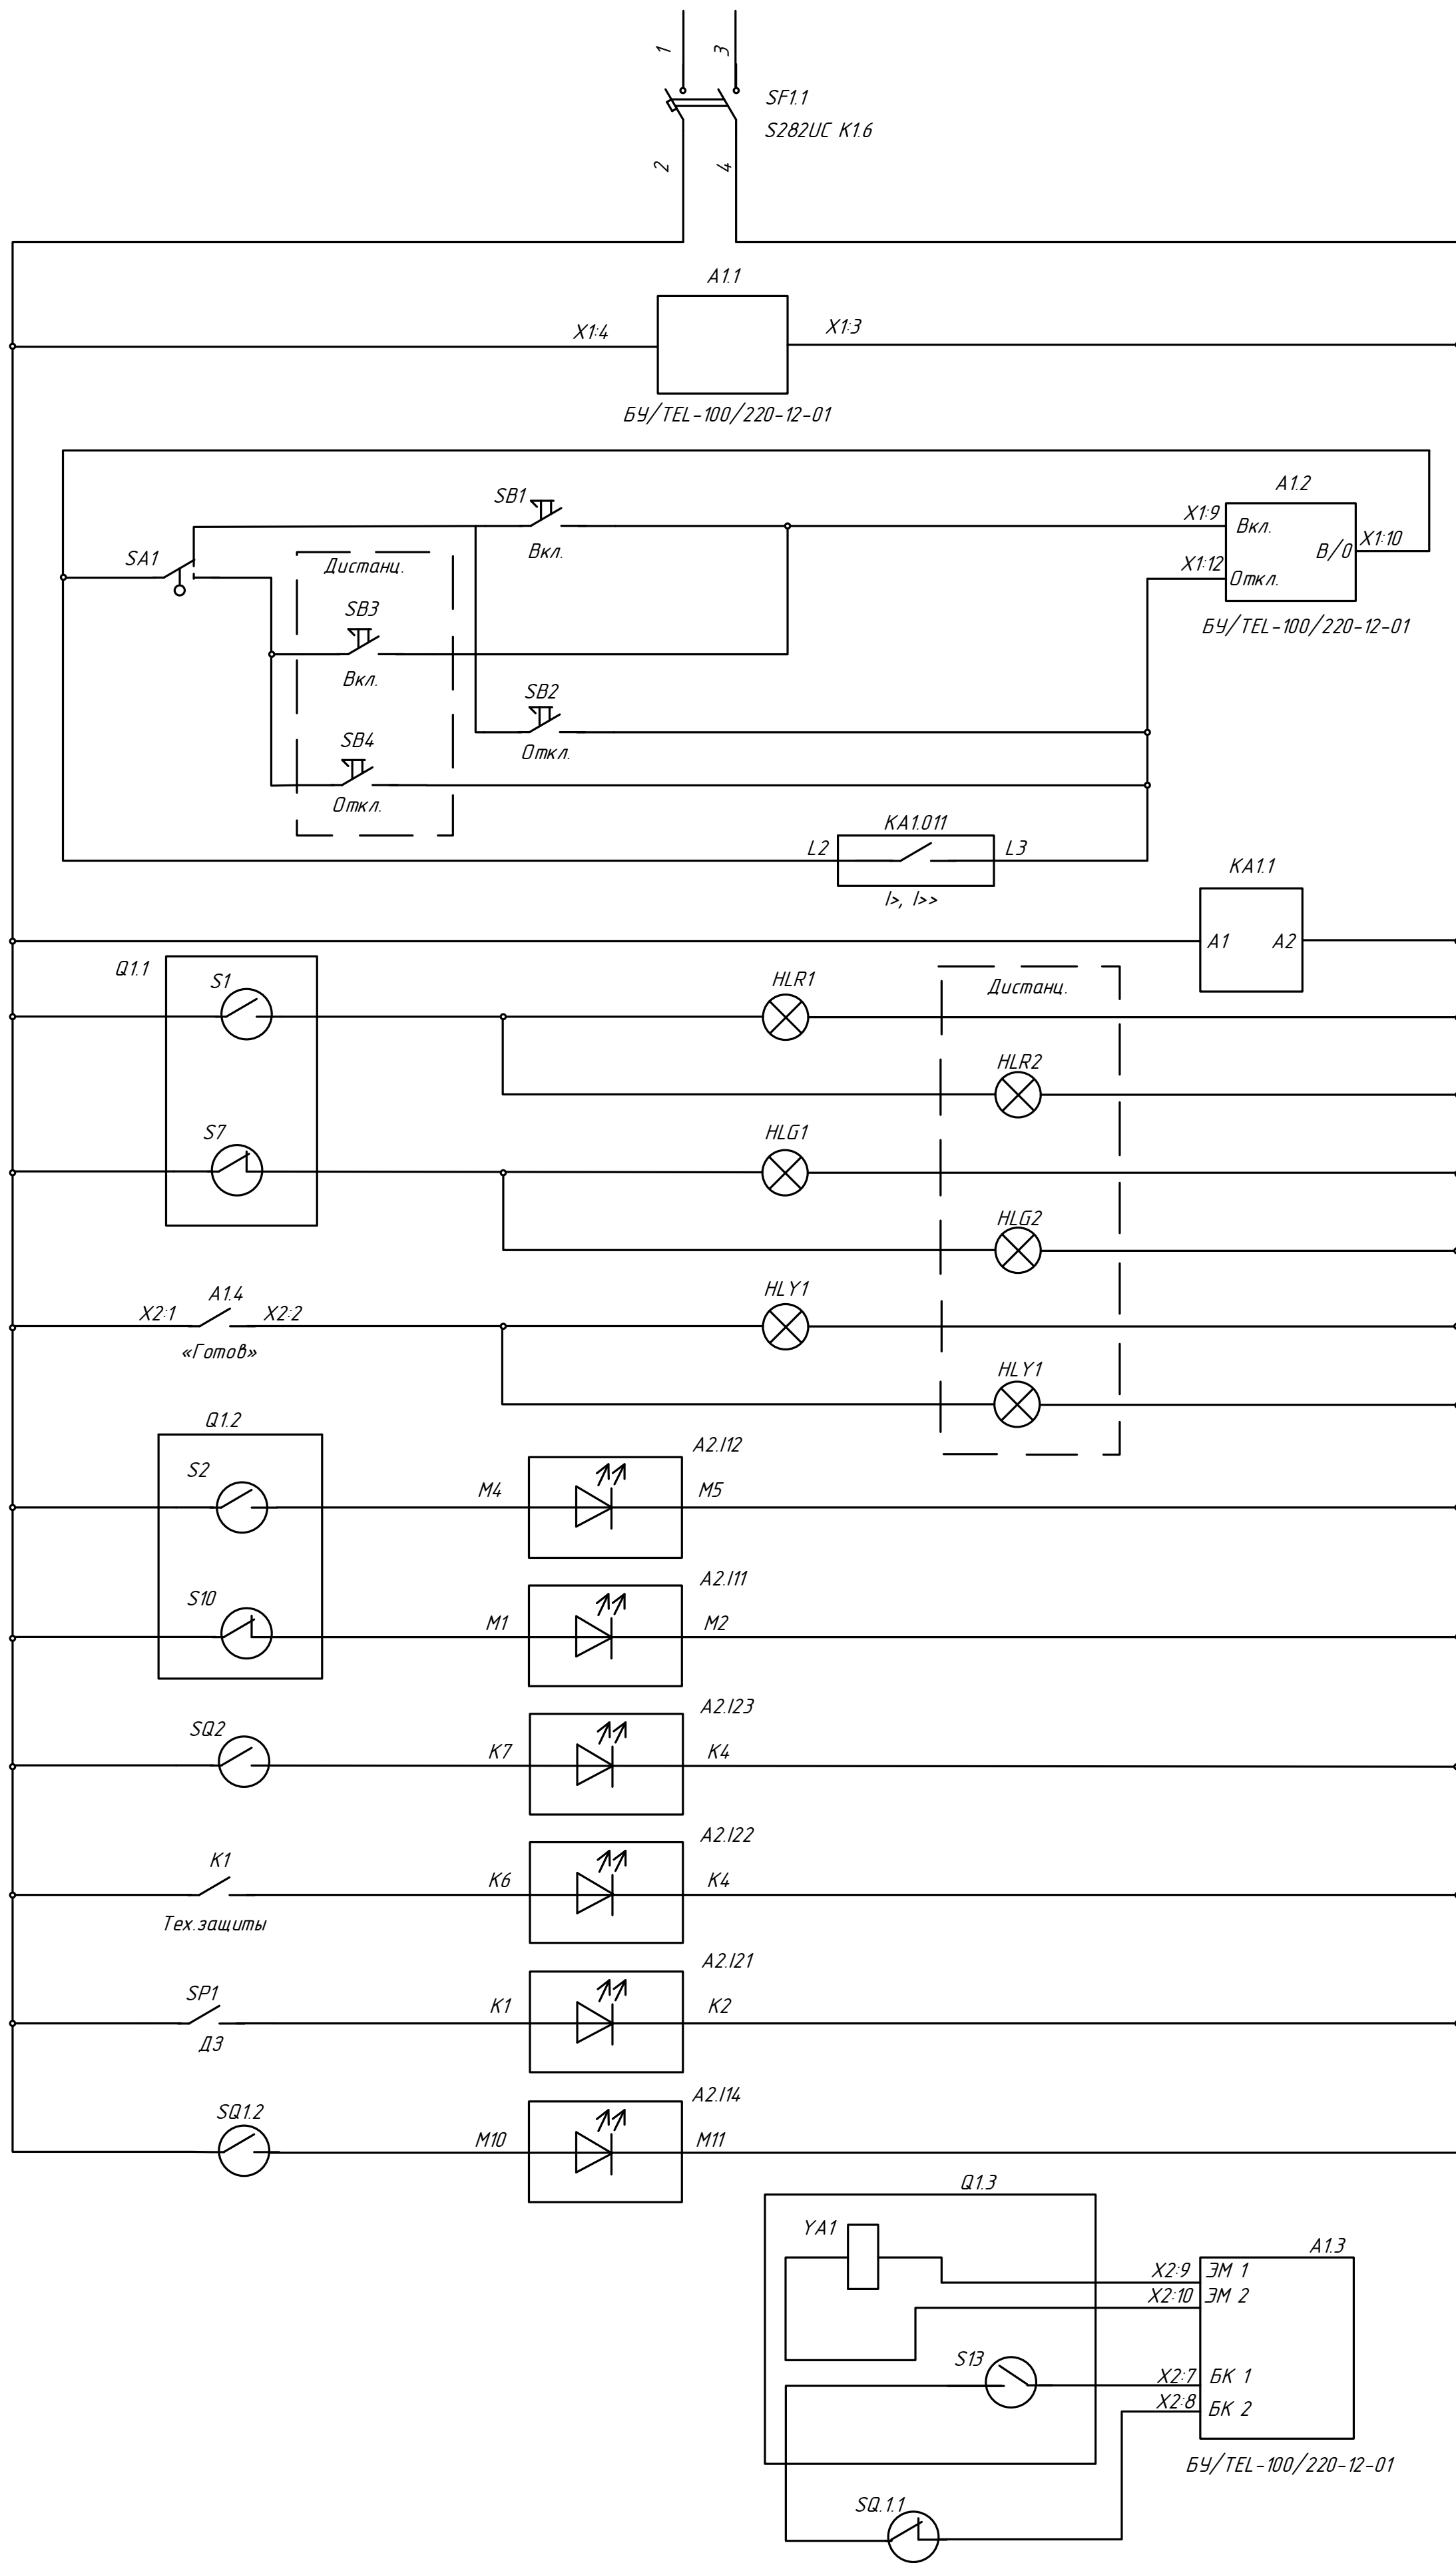 1
3
SF1.1
S282UC K1.6
2
4
A1.1
X1:4
X1:3
БУ/TEL-100/220-12-01
SB1
Вкл.
SA1
Дистанц.
SB3
Вкл.
SB2
Откл.
SB4
Откл.
A1.2
X1:9
Вкл.
В/О
X1:10
X1:12
Откл.
БУ/TEL-100/220-12-01
KA1.011
L2
L3
I>, I>>
KA1.1
A1
A2
Q1.1
S1
HLR1
Дистанц.
HLR2
S7
HLG1
HLG2
A1.4
X2:1
X2:2
«Готов»
HLY1
HLY1
Q1.2
S2
M4
A2.I12
M5
S10
M1
A2.I11
M2
SQ2
K7
A2.I23
K4
K1
Тех.защиты
K6
A2.I22
K4
SP1
ДЗ
K1
A2.I21
K2
SQ1.2
M10
A2.I14
M11
Q1.3
YA1
A1.3
X2:9
ЭМ 1
X2:10
ЭМ 2
S13
X2:7
БК 1
X2:8
БК 2
БУ/TEL-100/220-12-01
SQ.1.1